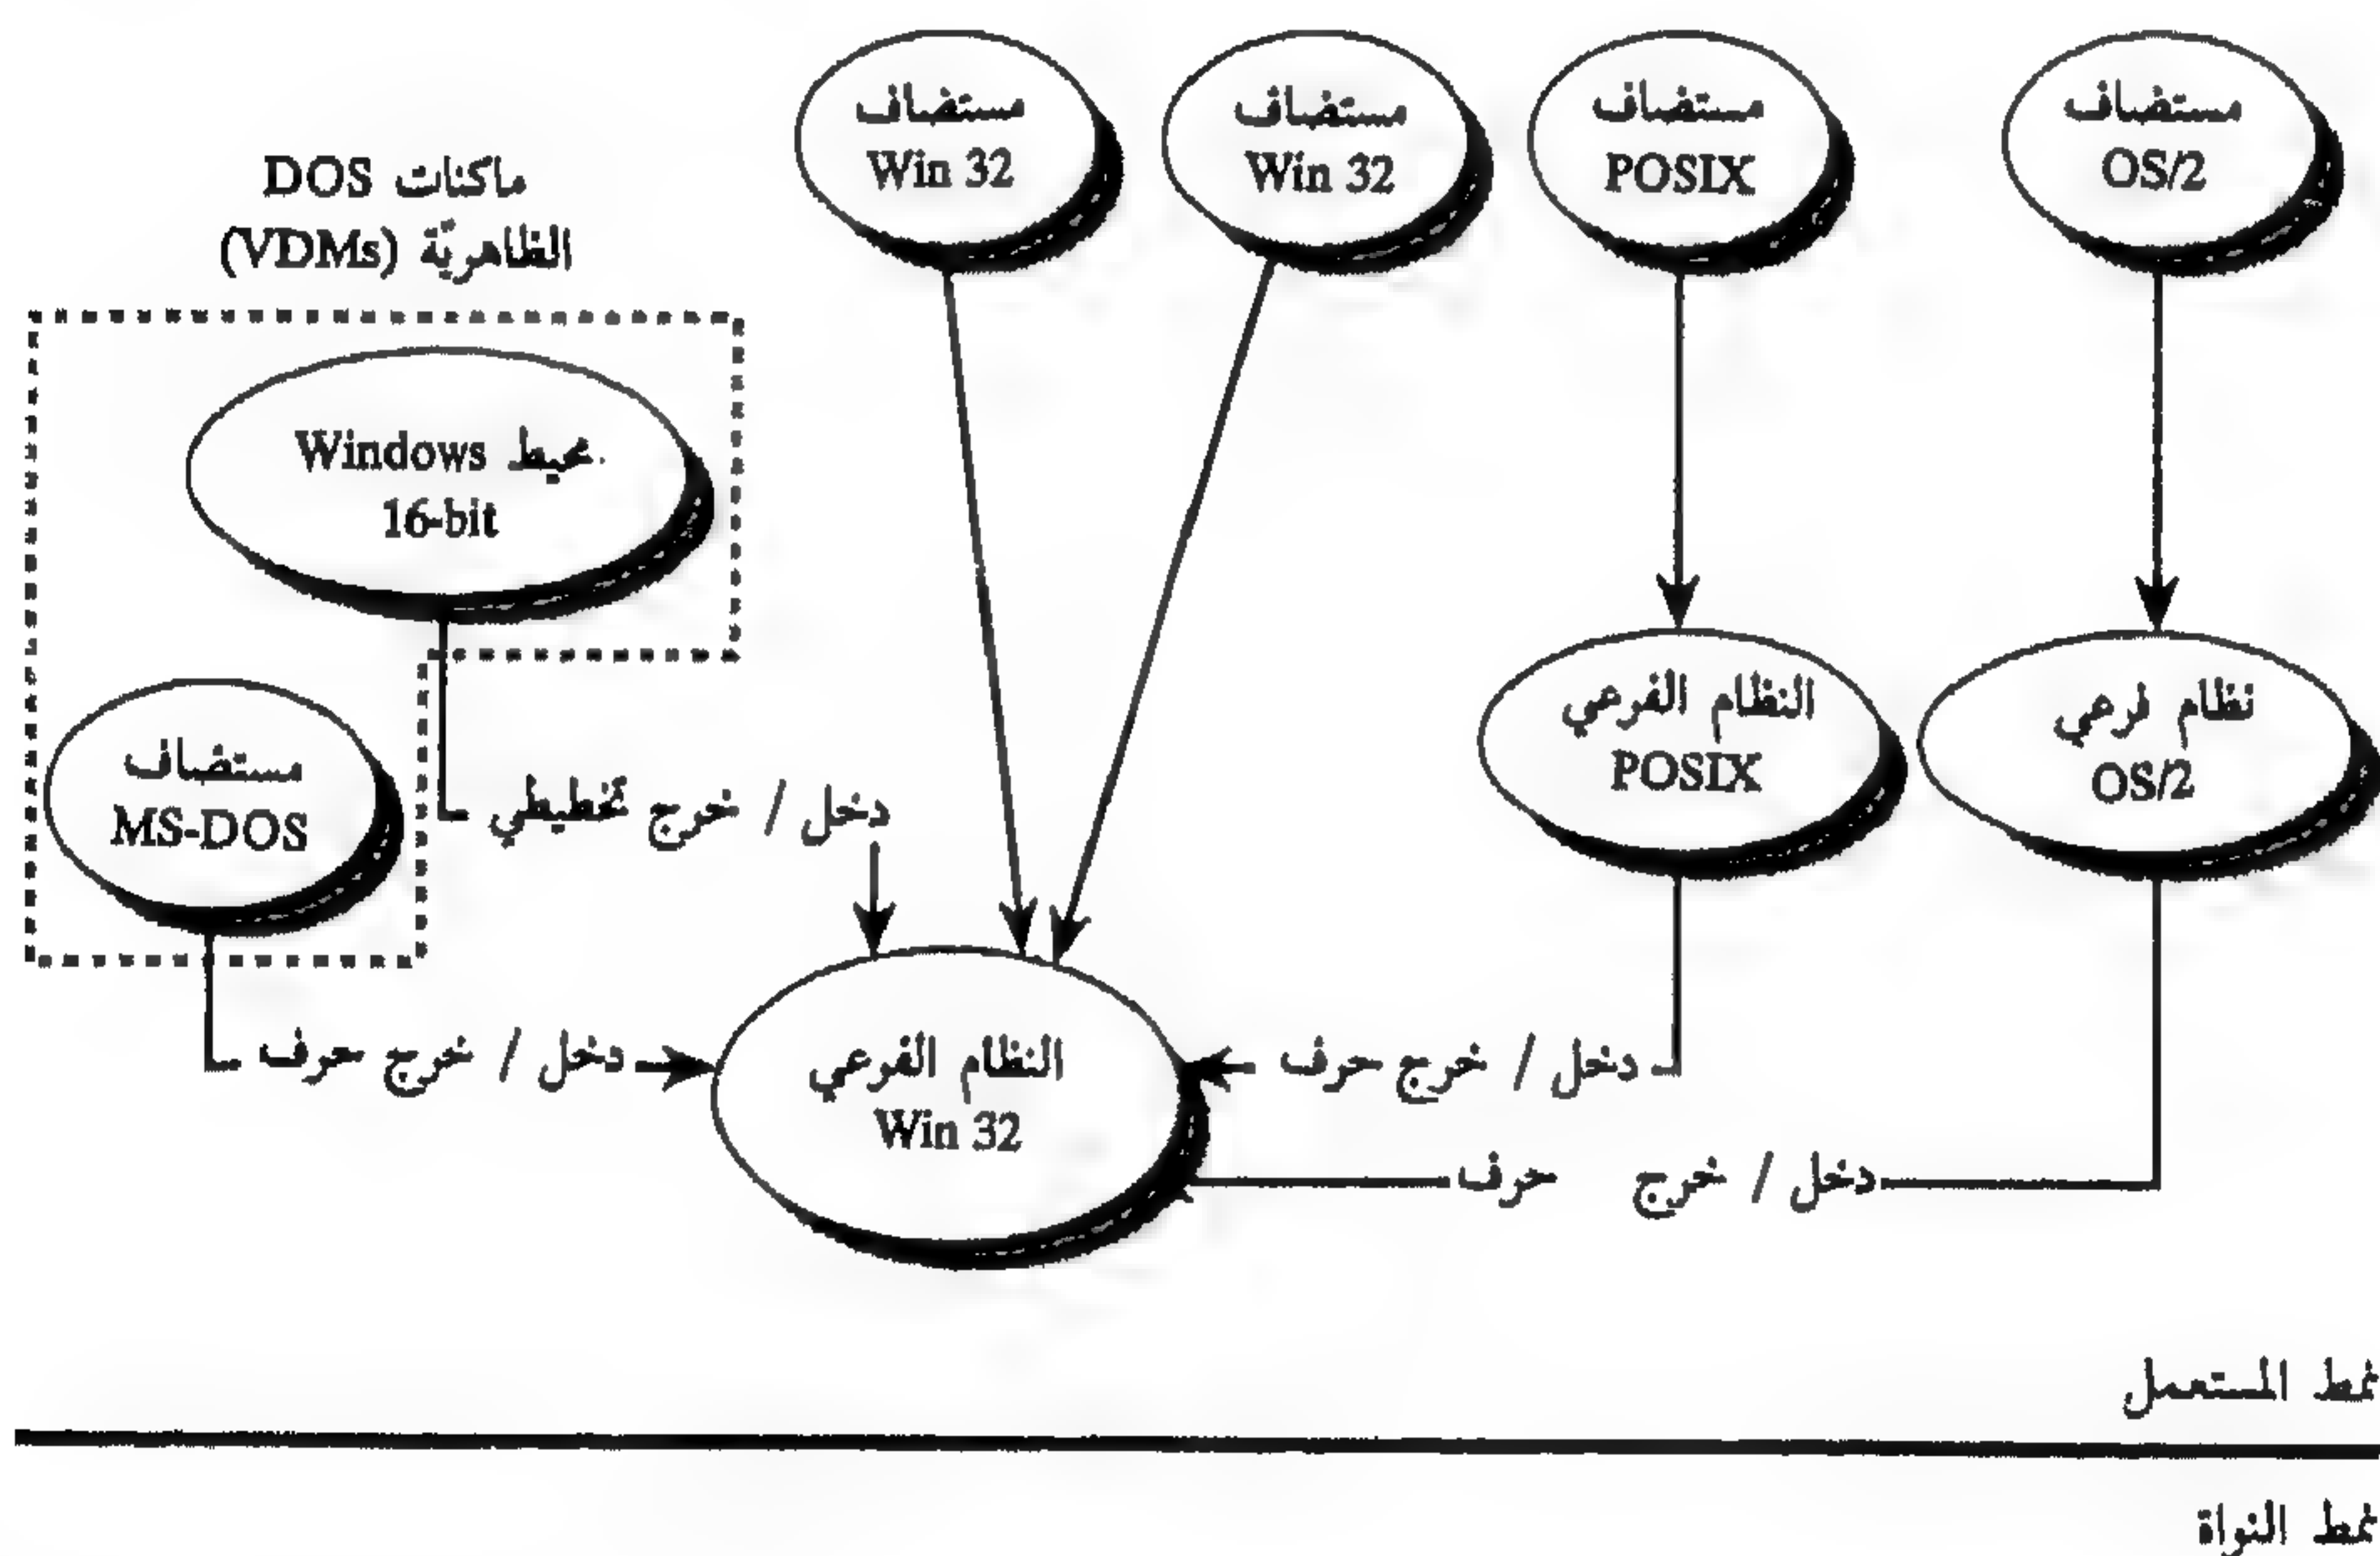 مستضاف
OS/2
مستضاف
POSIX
مستضاف
Win 32
مستضاف
Win 32
ماكنات DOS
الظاهريّة (VDMs)
محيط Windows
16-bit
مستضاف
MS-DOS
نظام فرعي
OS/2
النظام الفرعي
POSIX
دخل / خرج تخطيطي
النظام الفرعي
Win 32
دخل / خرج حرف
دخل / خرج حرف
دخل / خرج حرف
نمط المستعمل
نمط النواة